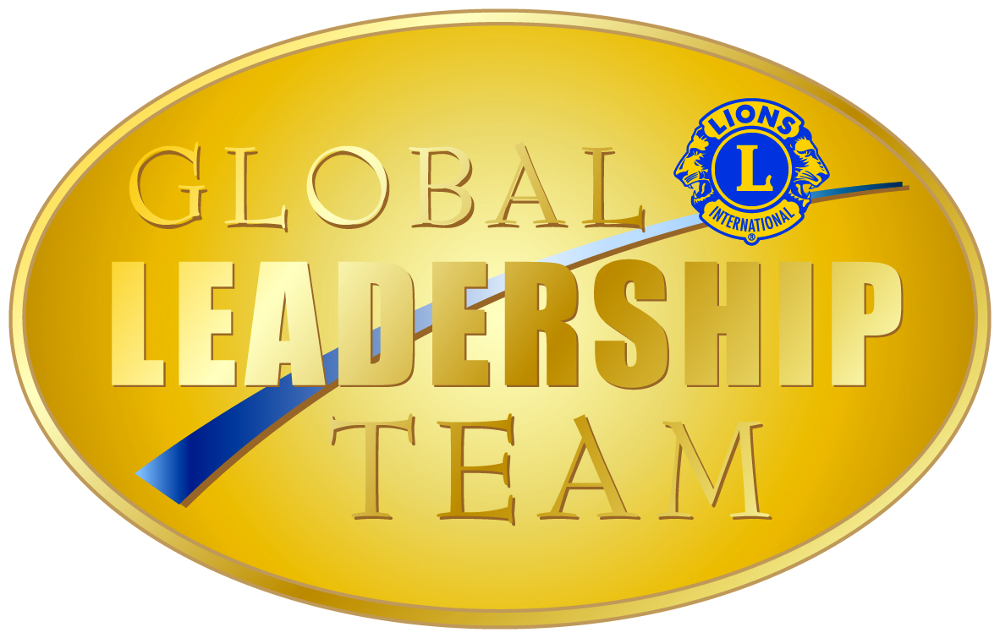 GLOBAL
LIONS
L
INTERNATIONAL
®
LEADERSHIP
TEAM